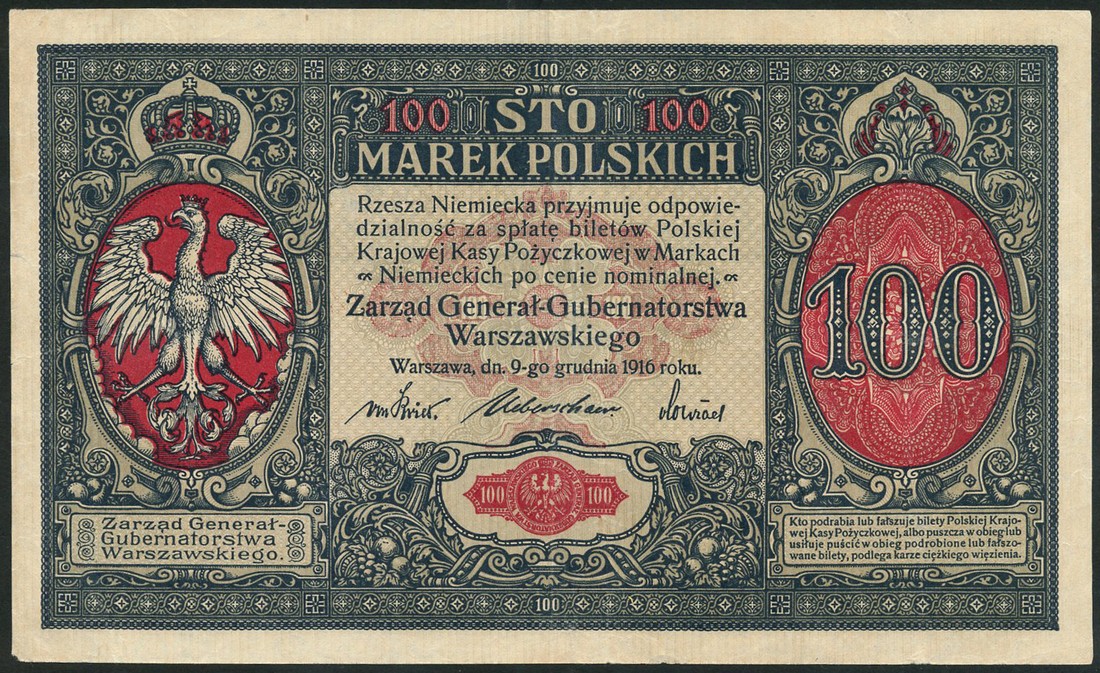 100
100 STO 100
MAREK POLSKICH
Rzesza Niemiecka przyjmuje odpowie-
dzialność za spłatę biletów Polskiej
Krajowej Kasy Pożyczkowej w Markach
Niemieckich po cenie nominalnej.
Zarząd Generał-Gubernatorstwa
Warszawskiego
Warszawa, dn. 9-go grudnia 1916 roku.
100
100 100
Zarząd Generał-
Gubernatorstwa
Warszawskiego.
Kto podrabia lub fałszuje bilety Polskiej Krajo-
wej Kasy Pożyczkowej, albo puszcza w obieg lub
usiłuje puścić w obieg podrobione lub fałszo-
wane bilety, podlega karze ciężkiego więzienia.
100